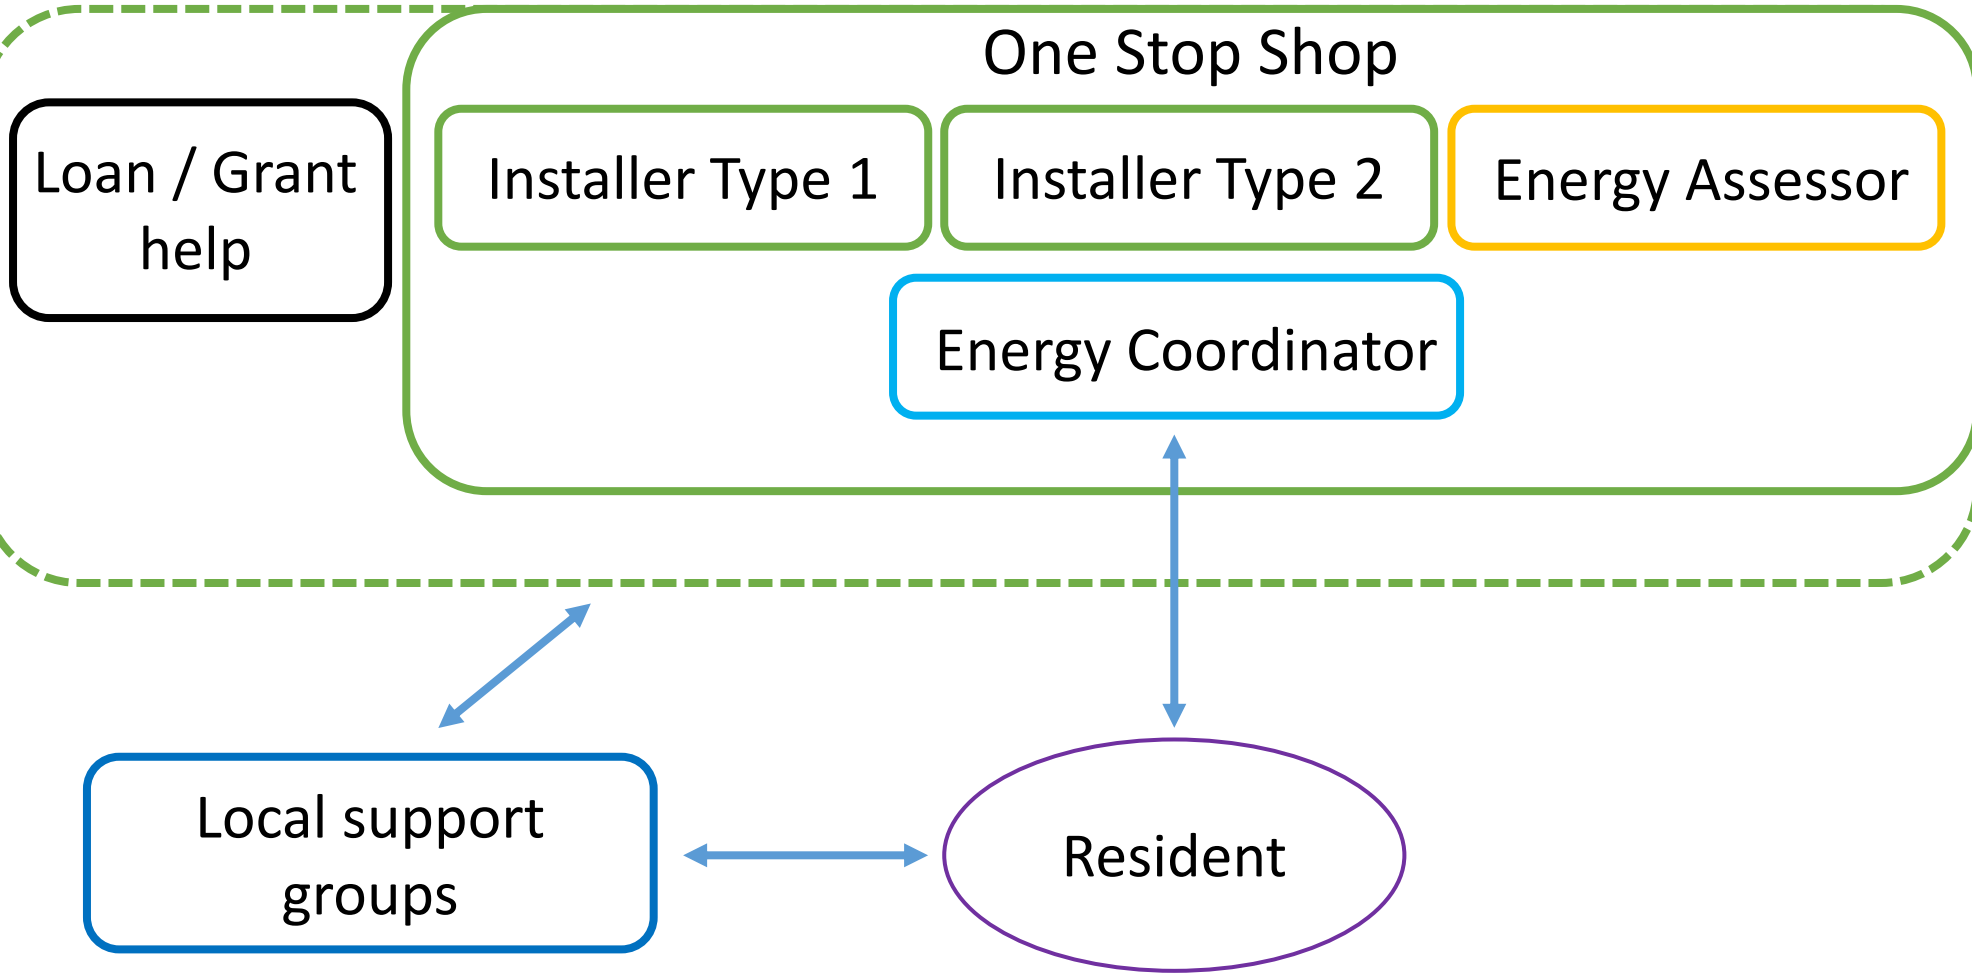 One Stop Shop
Loan / Grant
help
Installer Type 1
Installer Type 2
Energy Assessor
Energy Coordinator
Local support
groups
Resident